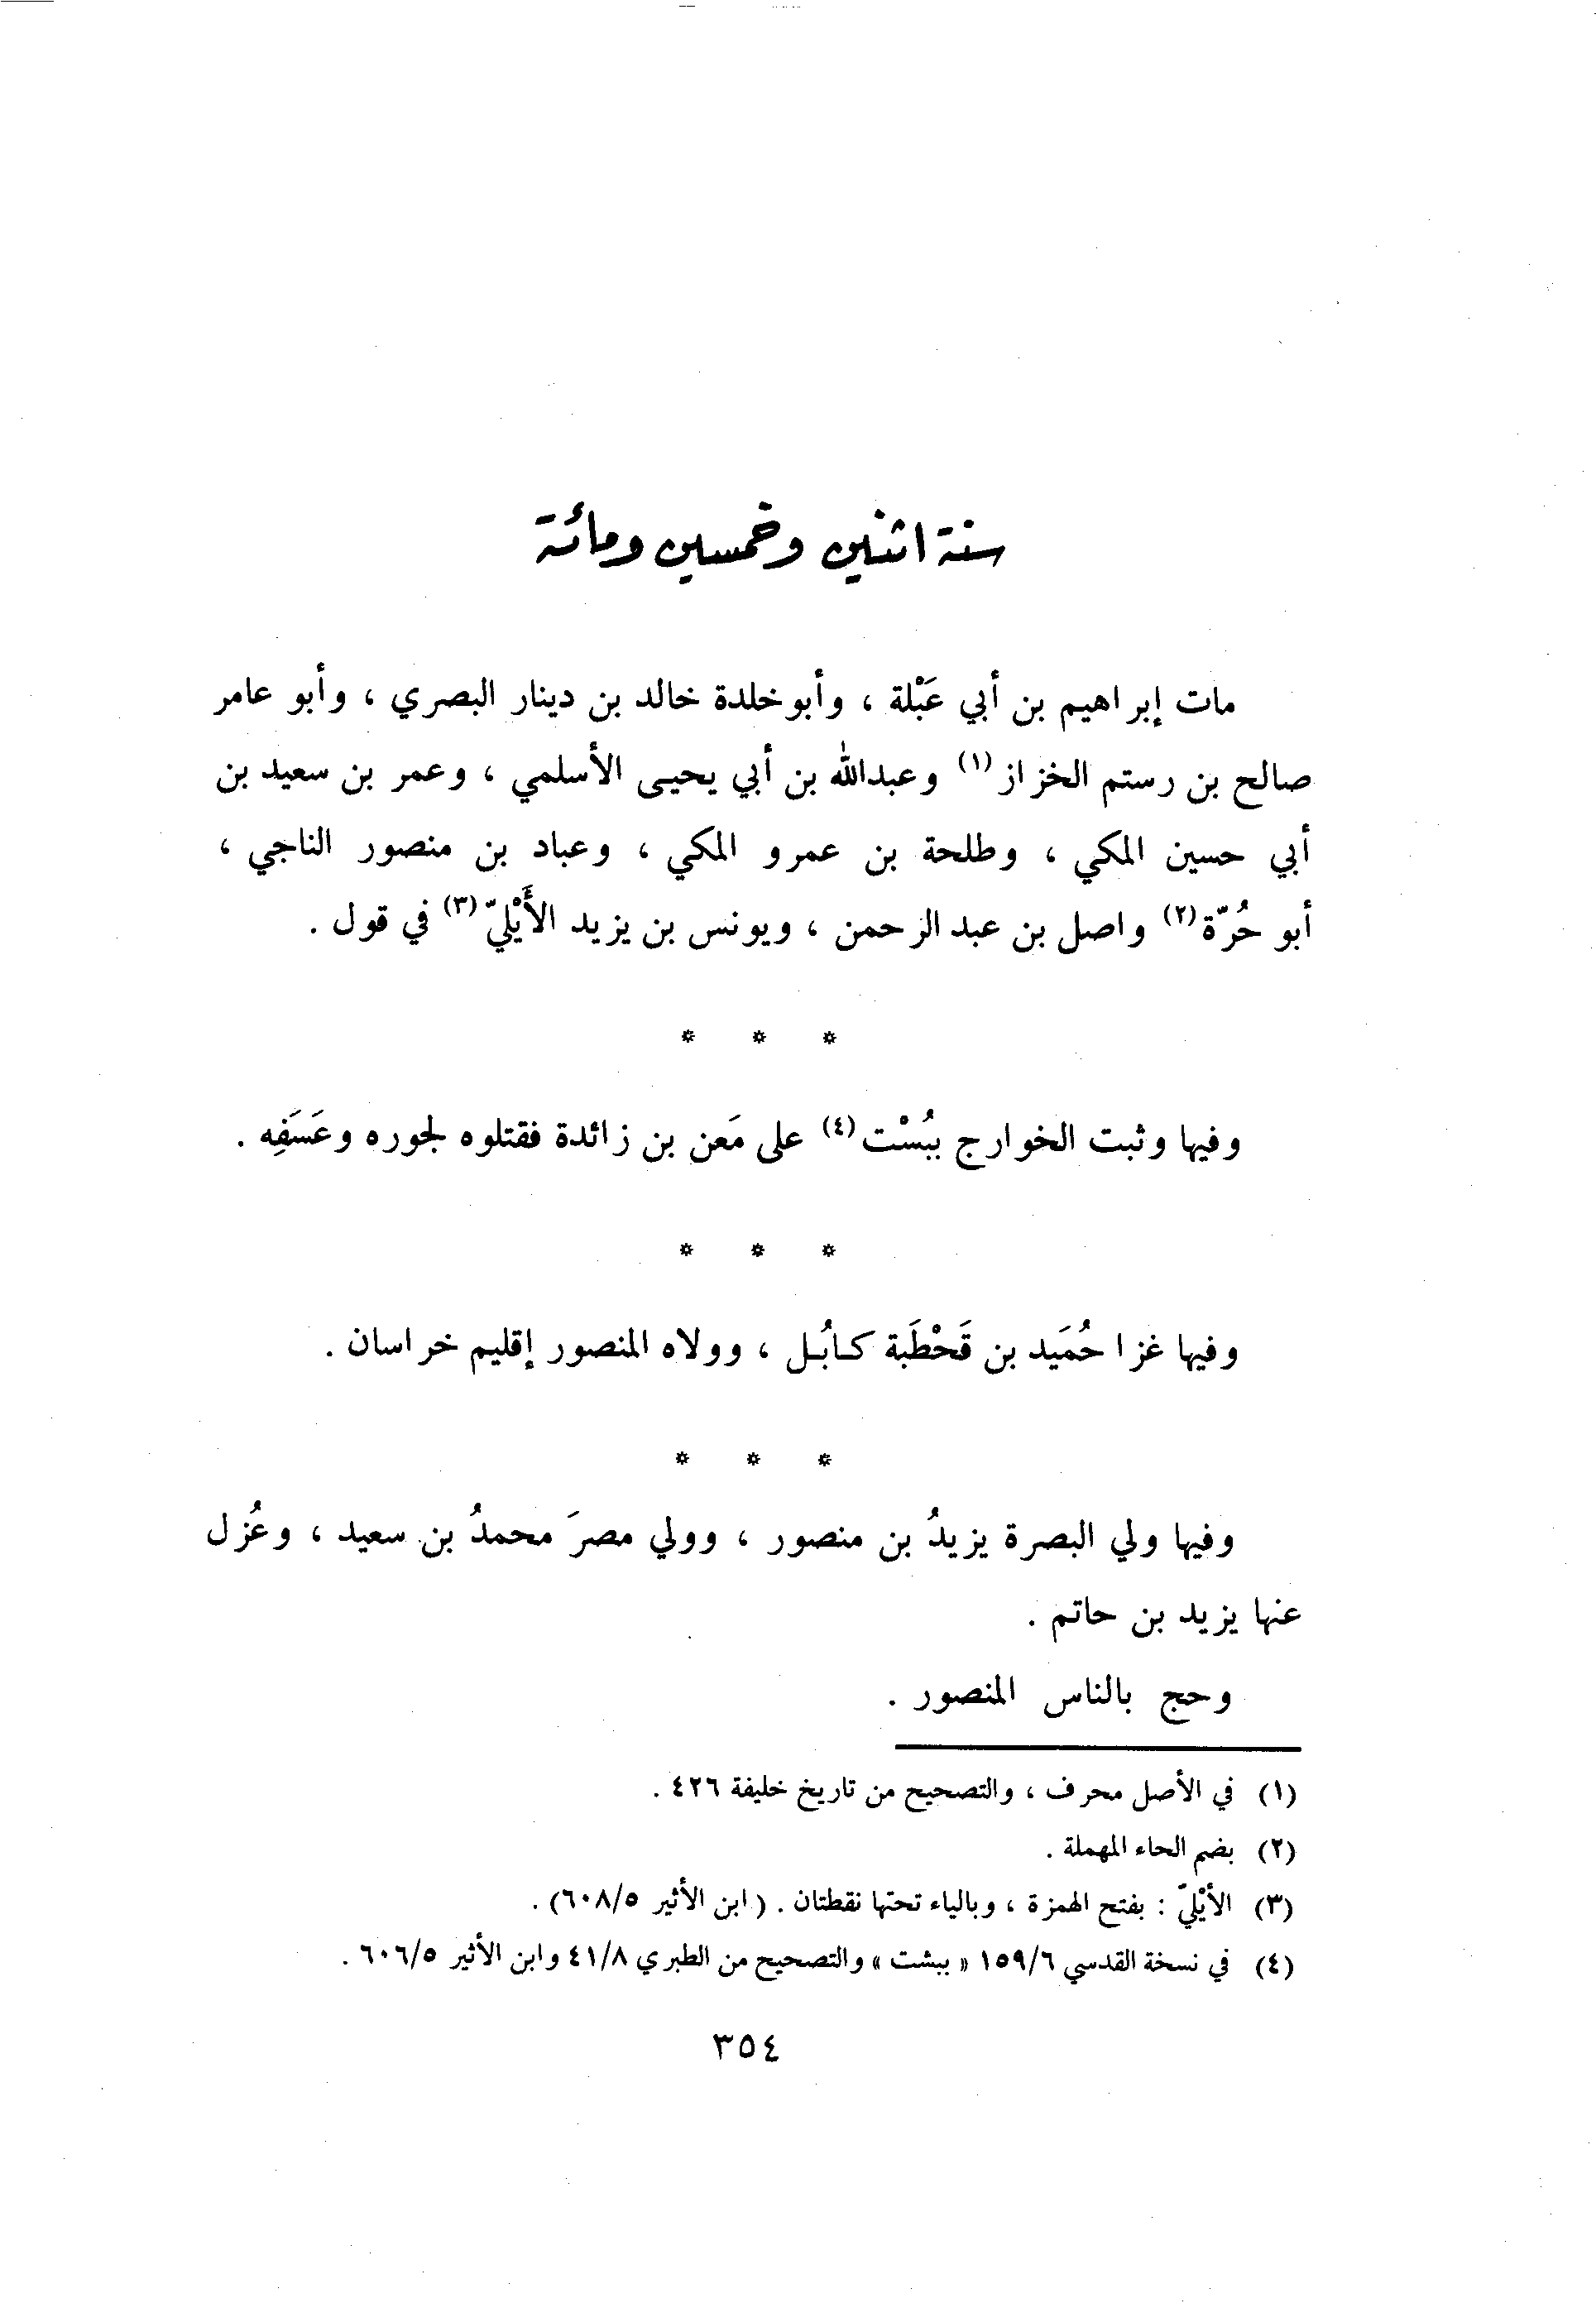 سنة اثنين وخمسين ومائة
مات إبراهيم بن أبي عَبْلة ، وأبو خلدة خالد بن دينار البصري ، وأبو عامر
صالح بن رستم الخزاز (١) وعبدالله بن أبي يحيى الأسلمي ، وعمر بن سعيد بن
أبي حسين المكي ، وطلحة بن عمرو المكي ، وعباد بن منصور الناجي ،
أبو حُرّة (٢) واصل بن عبد الرحمن ، ويونس بن يزيد الأَيْليّ (٣) في قول .
* * *
وفيها وثبت الخوارج ببُسْت (٤) على مَعن بن زائدة فقتلوه لجوره وعَسَفِه .
* * *
وفيها غزا حُمَيد بن قَحْطَبة كابُل ، وولاه المنصور إقليم خراسان .
* * *
وفيها ولي البصرة يزيدُ بن منصور ، وولي مصرَ محمدُ بن سعيد ، وعُزل
عنها يزيد بن حاتم .
وحج بالناس المنصور .
(١) في الأصل محرف ، والتصحيح من تاريخ خليفة ٤٢٦ .
(٢) بضم الحاء المهملة .
(٣) الأيْليّ : بفتح الهمزة ، وبالياء تحتها نقطتان . (ابن الأثير ٦٠٨/٥) .
(٤) في نسخة القدسي ١٥٩/٦ « ببشت » والتصحيح من الطبري ٤١/٨ وابن الأثير ٦٠٦/٥ .
٣٥٤